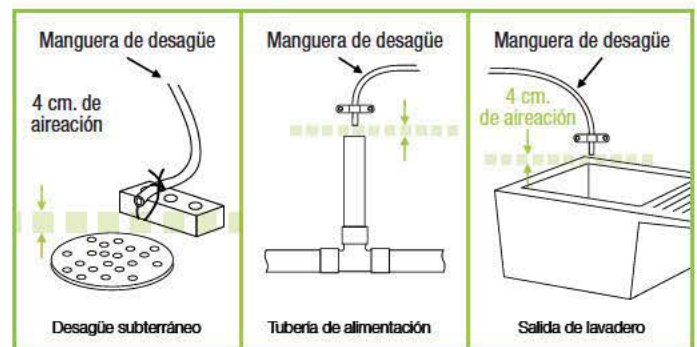 Manguera de desagüe
4 cm. de
aireación
Desagüe subterráneo
Manguera de desagüe
Tubería de alimentación
Manguera de desagüe
4 cm.
de aireación
Salida de lavadero